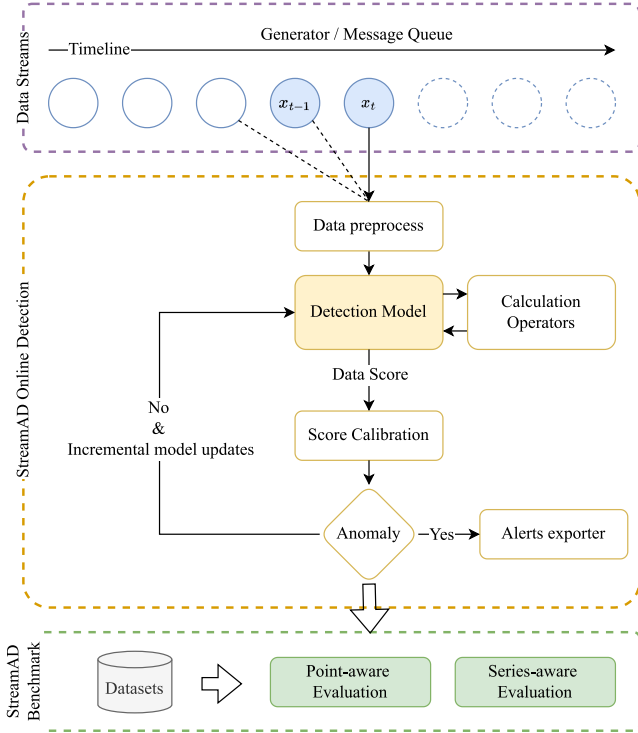 Data Streams
Generator / Message Queue
Timeline
x_{t-1}
x_t
StreamAD Online Detection
Data preprocess
Detection Model
Calculation
Operators
Data Score
No
&
Incremental model updates
Score Calibration
Anomaly
Yes
Alerts exporter
StreamAD
Benchmark
Datasets
Point-aware
Evaluation
Series-aware
Evaluation